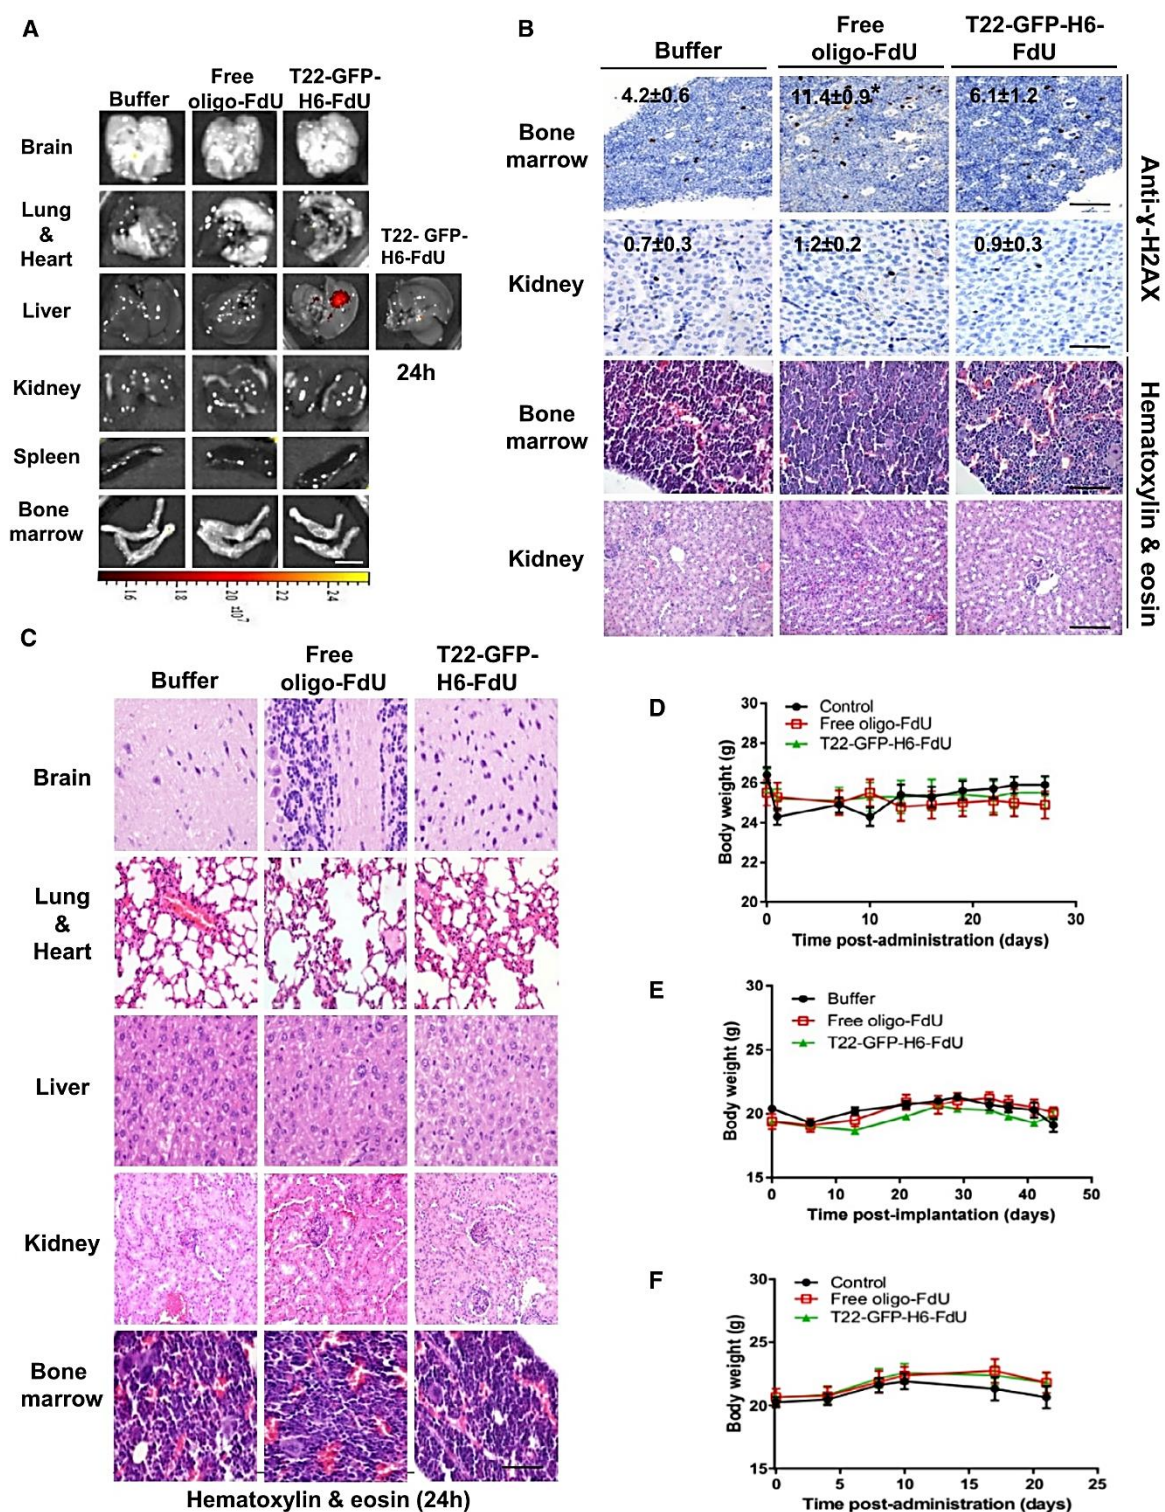 A
Buffer
Free
oligo-FdU
T22-GFP-
H6-FdU
Brain
Lung
&
Heart
T22- GFP-
H6-FdU
Liver
24h
Kidney
Spleen
Bone
marrow
16 18 20 22 24
x10⁷
B
Buffer
Free
oligo-FdU
T22-GFP-H6-
FdU
Bone
marrow
4.2±0.6 11.4±0.9* 6.1±1.2
Kidney
0.7±0.3 1.2±0.2 0.9±0.3
Anti-ɣ-H2AX
Bone
marrow
Kidney
Hematoxylin & eosin
C
Buffer
Free
oligo-FdU
T22-GFP-
H6-FdU
Brain
Lung
&
Heart
Liver
Kidney
Bone
marrow
Hematoxylin & eosin (24h)
D
Control
Free oligo-FdU
T22-GFP-H6-FdU
Body weight (g)
30
28
26
24
22
20
0 10 20 30
Time post-administration (days)
E
Buffer
Free oligo-FdU
T22-GFP-H6-FdU
Body weight (g)
30
25
20
15
0 10 20 30 40 50
Time post-implantation (days)
F
Control
Free oligo-FdU
T22-GFP-H6-FdU
Body weight (g)
30
25
20
15
0 5 10 15 20 25
Time post-administration (days)